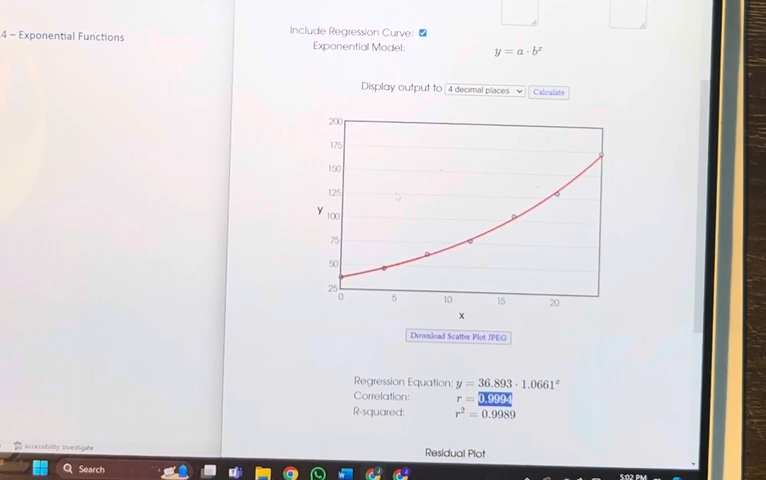 4 – Exponential Functions
Include Regression Curve:
Exponential Model: y = a · b^x
Display output to 4 decimal places Calculate
200
175
150
125
y 100
75
50
25
0 5 10 15 20
x
Download Scatter Plot JPEG
Regression Equation: y = 36.893 · 1.0661^x
Correlation: r = 0.9994
R-squared: r² = 0.9989
Residual Plot
Accessibility: Investigate
Search
5:02 PM